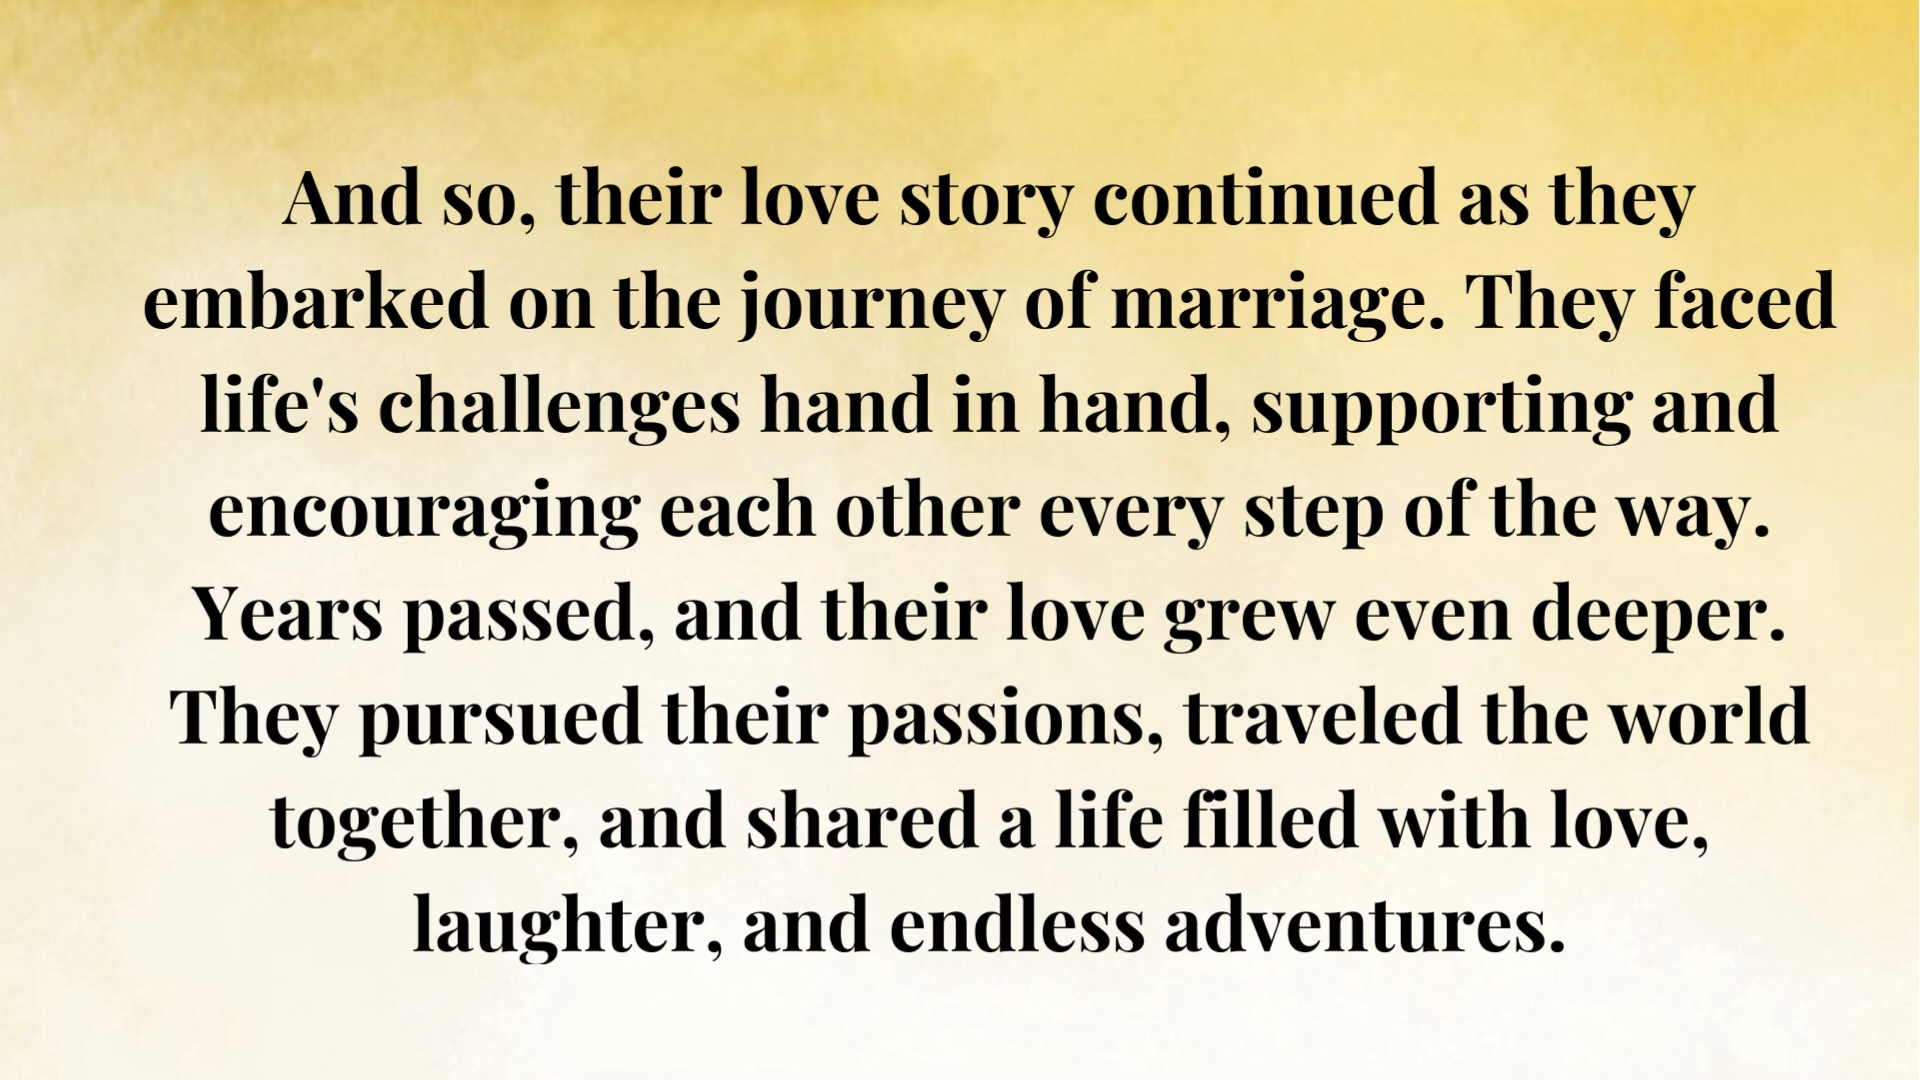 And so, their love story continued as they
embarked on the journey of marriage. They faced
life's challenges hand in hand, supporting and
encouraging each other every step of the way.
Years passed, and their love grew even deeper.
They pursued their passions, traveled the world
together, and shared a life filled with love,
laughter, and endless adventures.